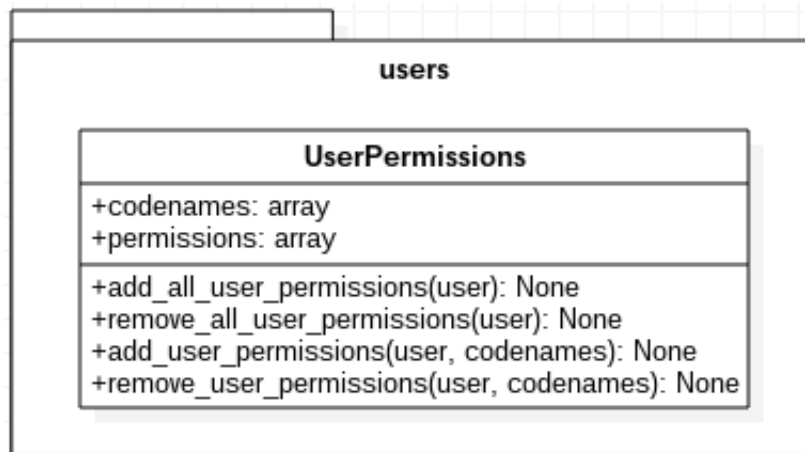 users
UserPermissions
+codenames: array
+permissions: array
+add_all_user_permissions(user): None
+remove_all_user_permissions(user): None
+add_user_permissions(user, codenames): None
+remove_user_permissions(user, codenames): None